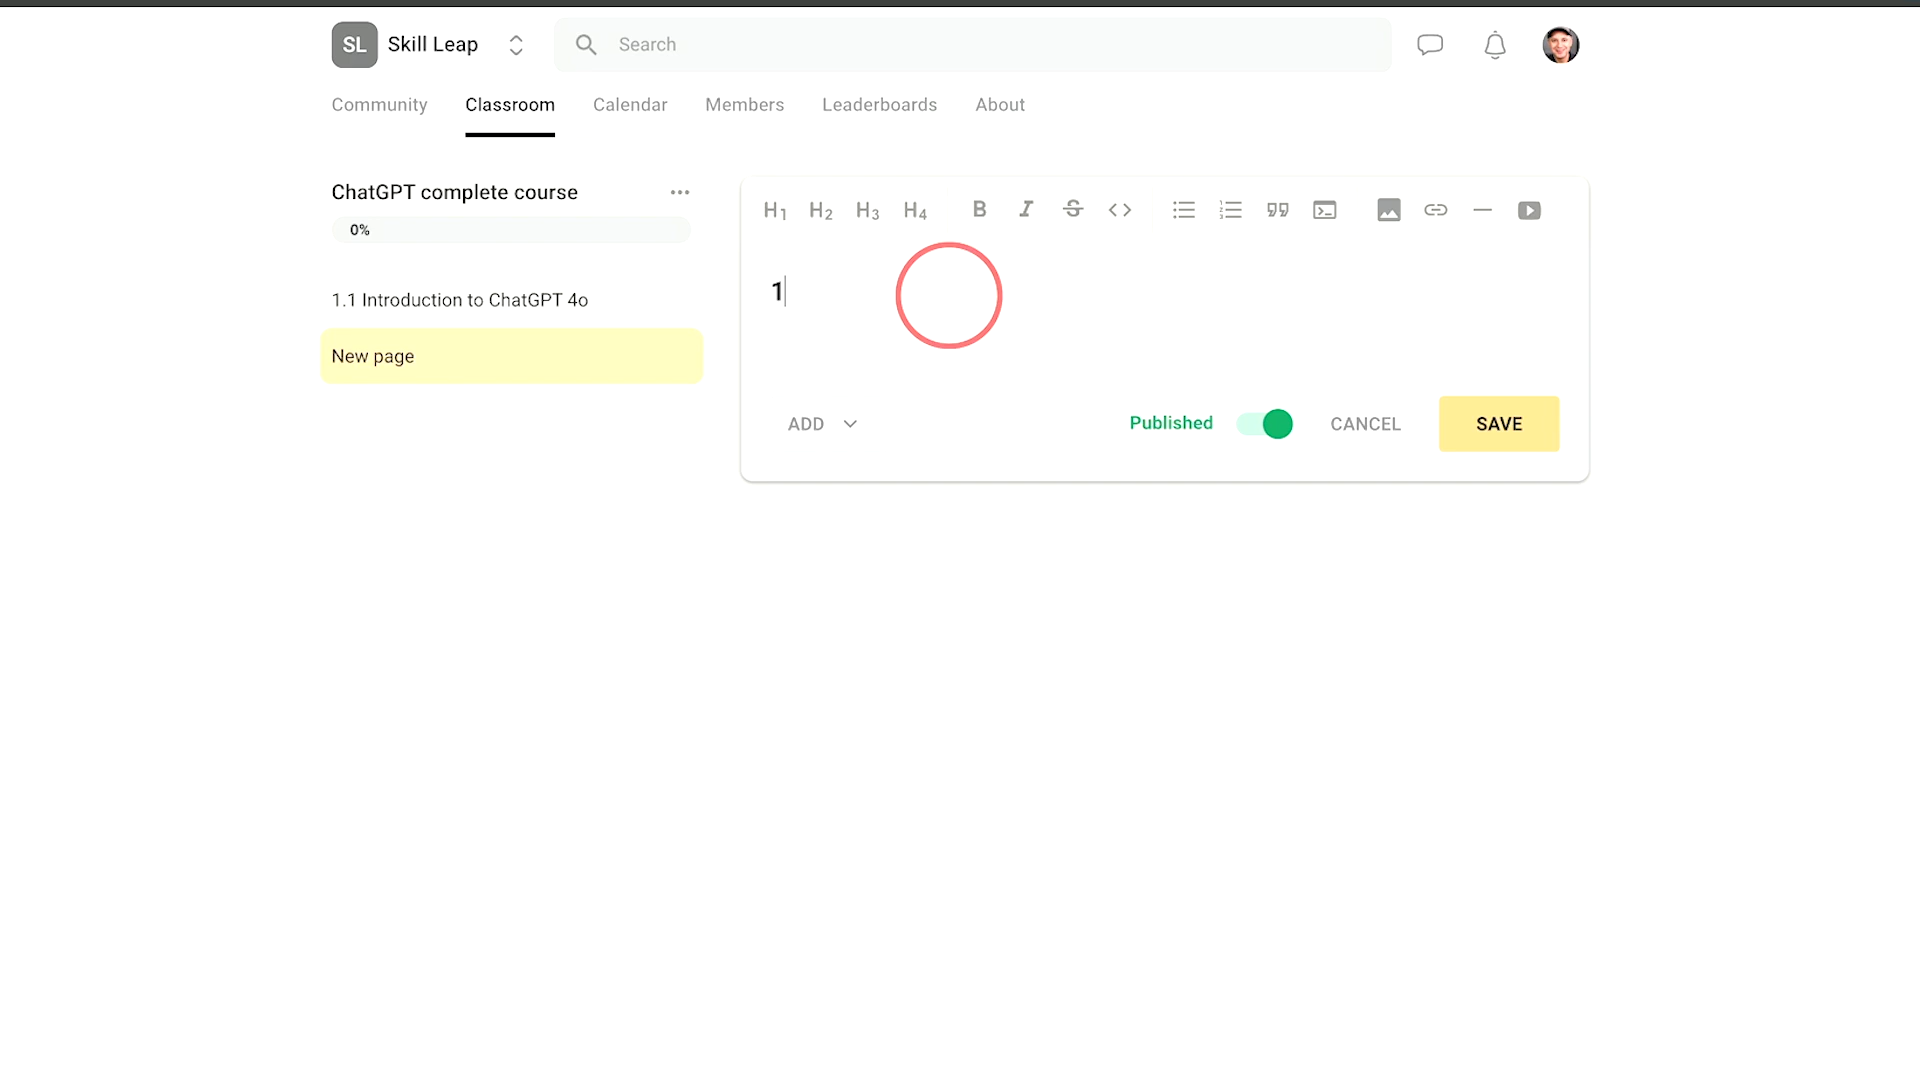 SL Skill Leap Search
Community Classroom Calendar Members Leaderboards About
ChatGPT complete course
0%
1.1 Introduction to ChatGPT 4o
New page
H1 H2 H3 H4 B I S
1
ADD Published CANCEL SAVE